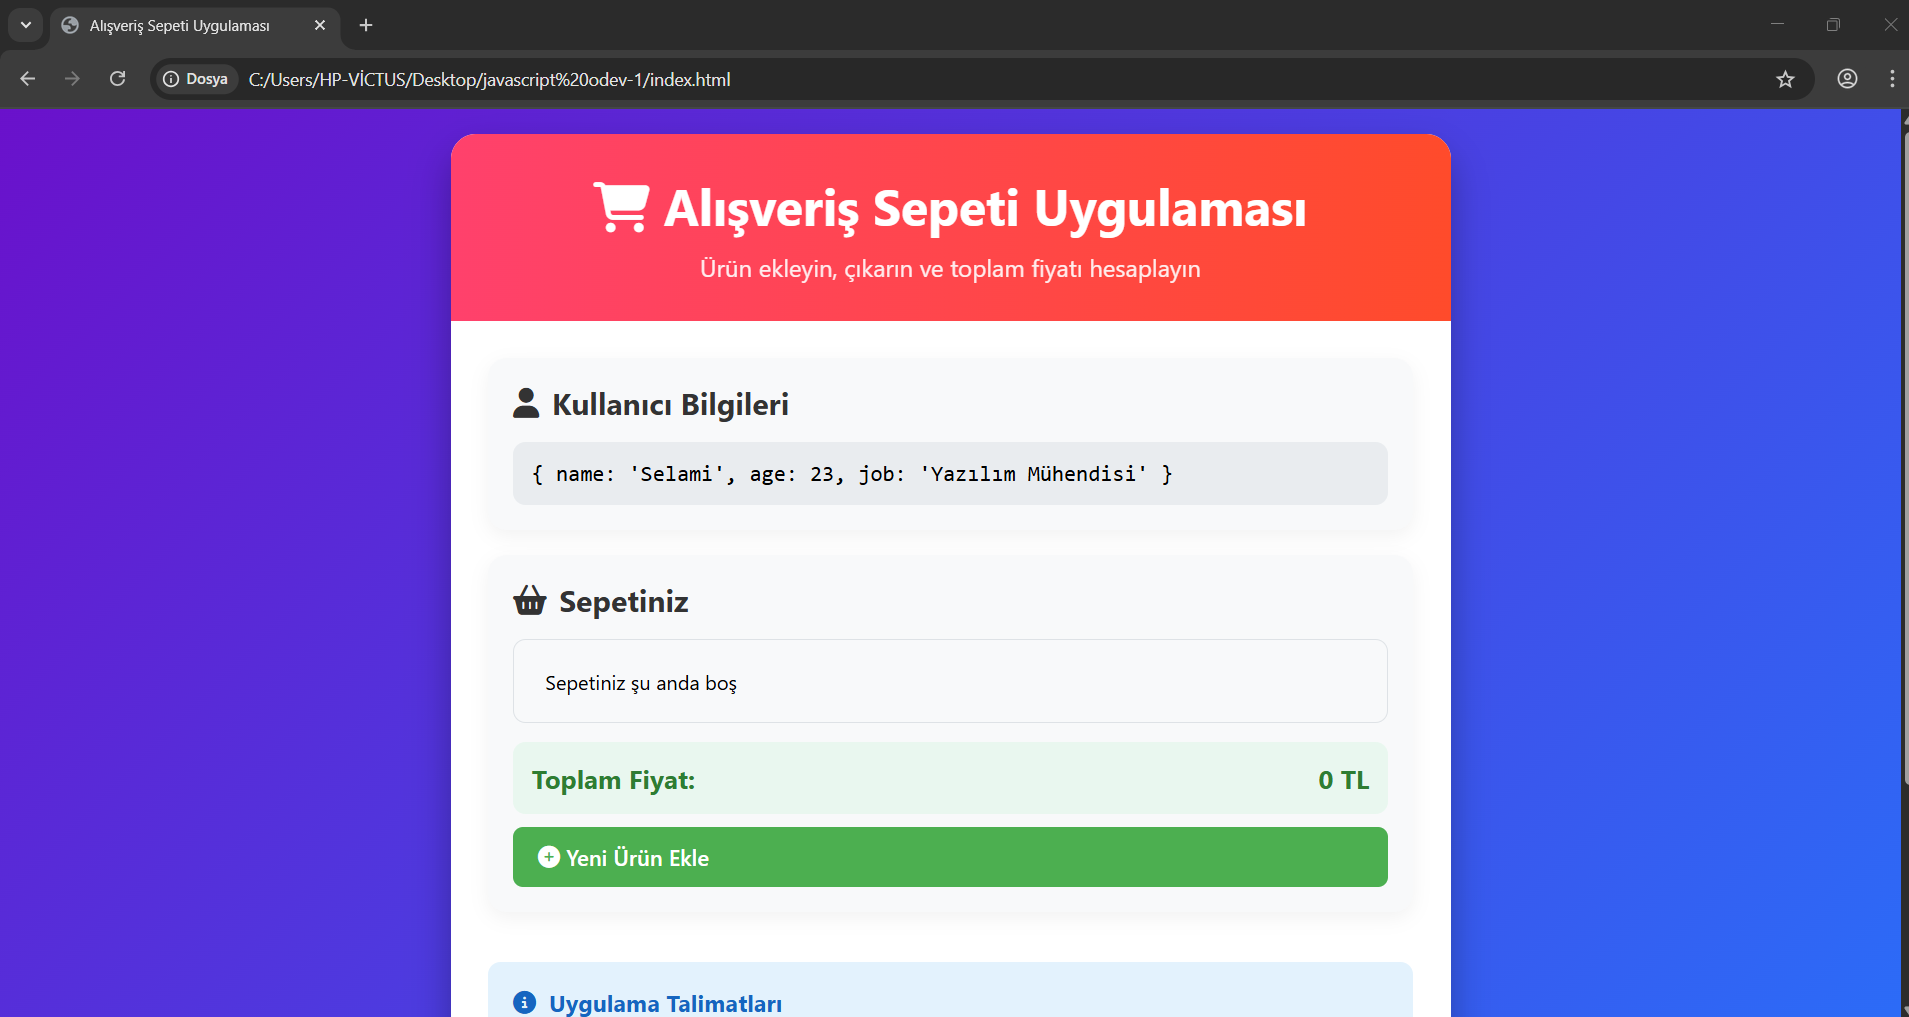 Alışveriş Sepeti Uygulaması
Dosya
C:/Users/HP-VİCTUS/Desktop/javascript%20odev-1/index.html
Alışveriş Sepeti Uygulaması
Ürün ekleyin, çıkarın ve toplam fiyatı hesaplayın
Kullanıcı Bilgileri
{ name: 'Selami', age: 23, job: 'Yazılım Mühendisi' }
Sepetiniz
Sepetiniz şu anda boş
Toplam Fiyat: 0 TL
Yeni Ürün Ekle
Uygulama Talimatları